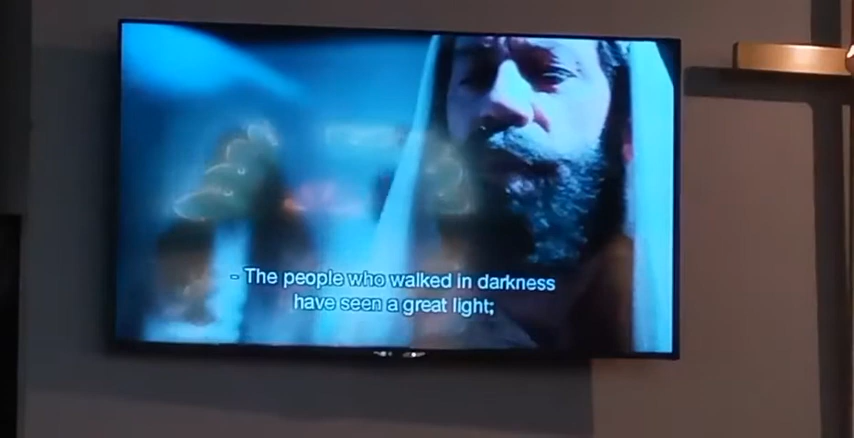 - The people who walked in darkness
have seen a great light;